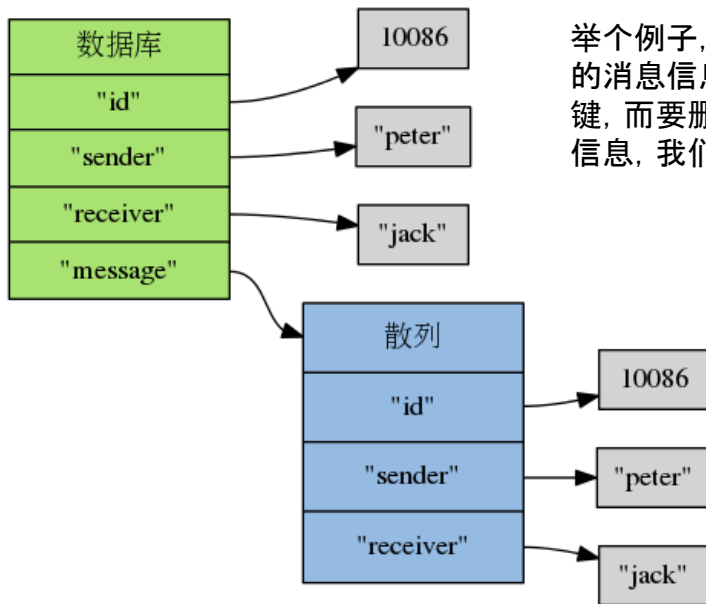 数据库
"id"
"sender"
"receiver"
"message"
10086
"peter"
"jack"
举个例子,
的消息信
键, 而要
信息, 我们
散列
"id"
"sender"
"receiver"
10086
"peter"
"jack"